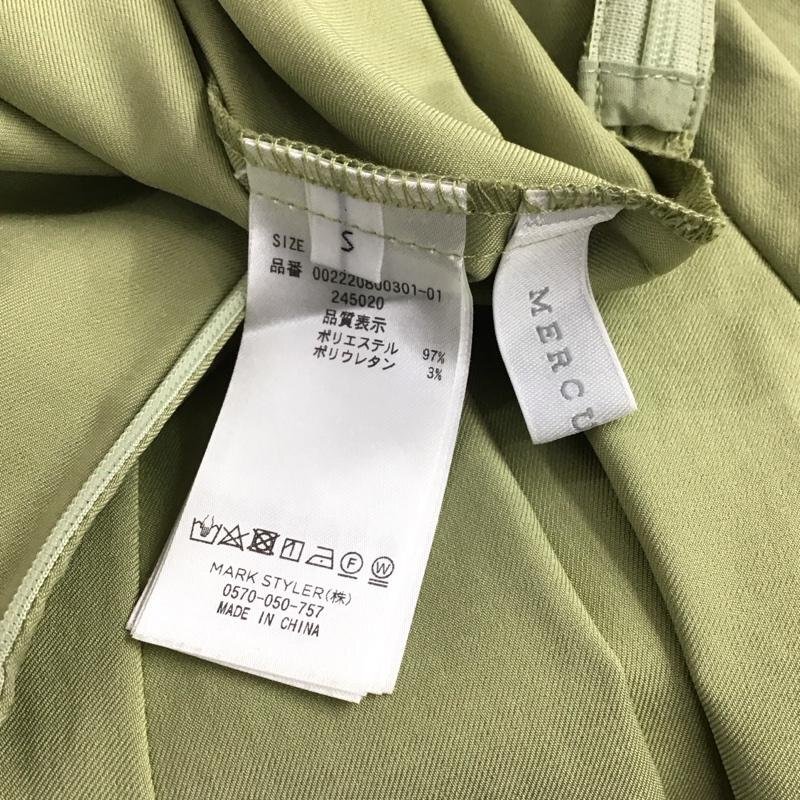 SIZE S
品番 002220800301-01
245020
品質表示
ポリエステル 97%
ポリウレタン 3%
F W
MARK STYLER(株)
0570-050-757
MADE IN CHINA
MERCU